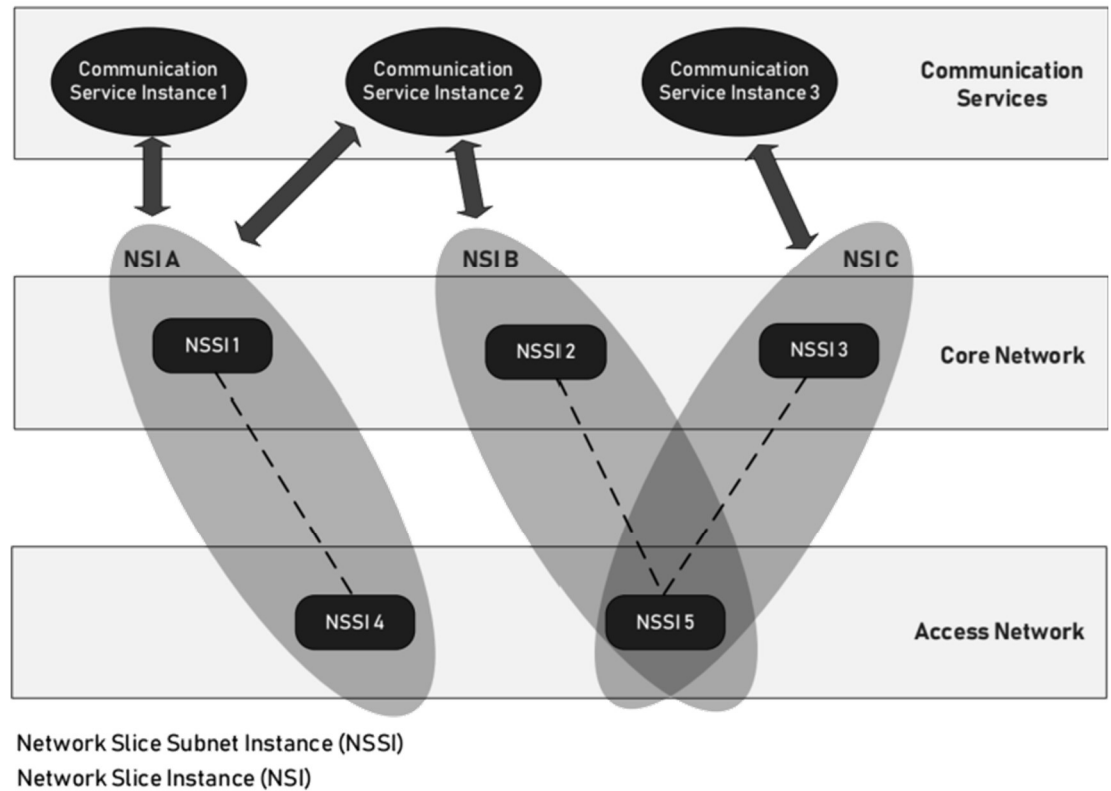 Communication
Service Instance 1
Communication
Service Instance 2
Communication
Service Instance 3
Communication
Services
NSI A
NSI B
NSI C
NSSI 1
NSSI 2
NSSI 3
Core Network
NSSI 4
NSSI 5
Access Network
Network Slice Subnet Instance (NSSI)
Network Slice Instance (NSI)